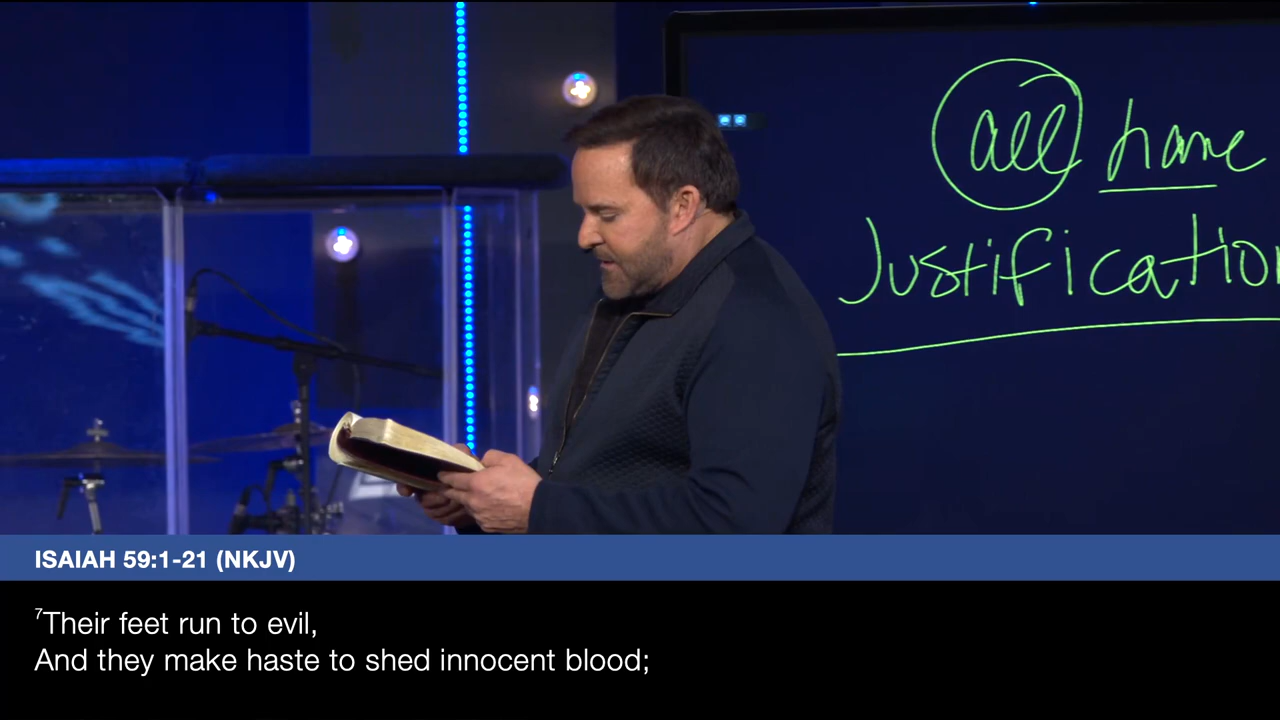 all have
Justification
ISAIAH 59:1-21 (NKJV)
7Their feet run to evil,
And they make haste to shed innocent blood;